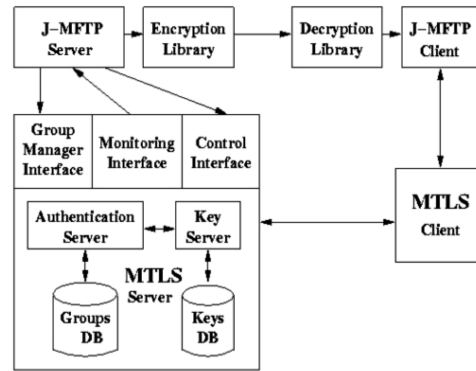 J-MFTP
Server
Encryption
Library
Decryption
Library
J-MFTP
Client
Group
Manager
Interface
Monitoring
Interface
Control
Interface
Authentication
Server
Key
Server
MTLS
Server
Groups
DB
Keys
DB
MTLS
Client